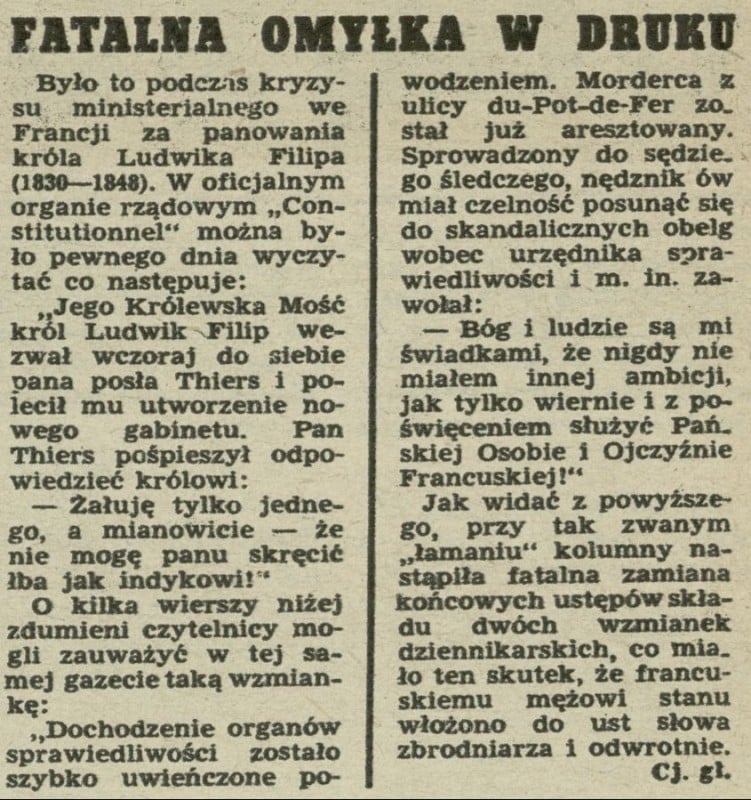 FATALNA OMYŁKA W DRUKU
Było to podczas kryzy-
su ministerialnego we
Francji za panowania
króla Ludwika Filipa
(1830—1848). W oficjalnym
organie rządowym „Con-
stitutionnel“ można by-
ło pewnego dnia wyczy-
tać co następuje:
„Jego Królewska Mość
król Ludwik Filip we-
zwał wczoraj do siebie
pana posła Thiers i po-
lecił mu utworzenie no-
wego gabinetu. Pan
Thiers pośpieszył odpo-
wiedzieć królowi:
— Żałuję tylko jedne-
go, a mianowicie — że
nie mogę panu skręcić
łba jak indykowi!“
O kilka wierszy niżej
zdumieni czytelnicy mo-
gli zauważyć w tej sa-
mej gazecie taką wzmian-
kę:
„Dochodzenie organów
sprawiedliwości zostało
szybko uwieńczone po-
wodzeniem. Morderca z
ulicy du-Pot-de-Fer zo-
stał już aresztowany.
Sprowadzony do sędzie-
go śledczego, nędznik ów
miał czelność posunąć się
do skandalicznych obelg
wobec urzędnika spra-
wiedliwości i m. in. za-
wołał:
— Bóg i ludzie są mi
świadkami, że nigdy nie
miałem innej ambicji,
jak tylko wiernie i z po-
święceniem służyć Pań-
skiej Osobie i Ojczyźnie
Francuskiej!“
Jak widać z powyższe-
go, przy tak zwanym
„łamaniu“ kolumny na-
stąpiła fatalna zamiana
końcowych ustępów skła-
du dwóch wzmianek
dziennikarskich, co mia-
ło ten skutek, że francu-
skiemu mężowi stanu
włożono do ust słowa
zbrodniarza i odwrotnie.
Cj. gł.